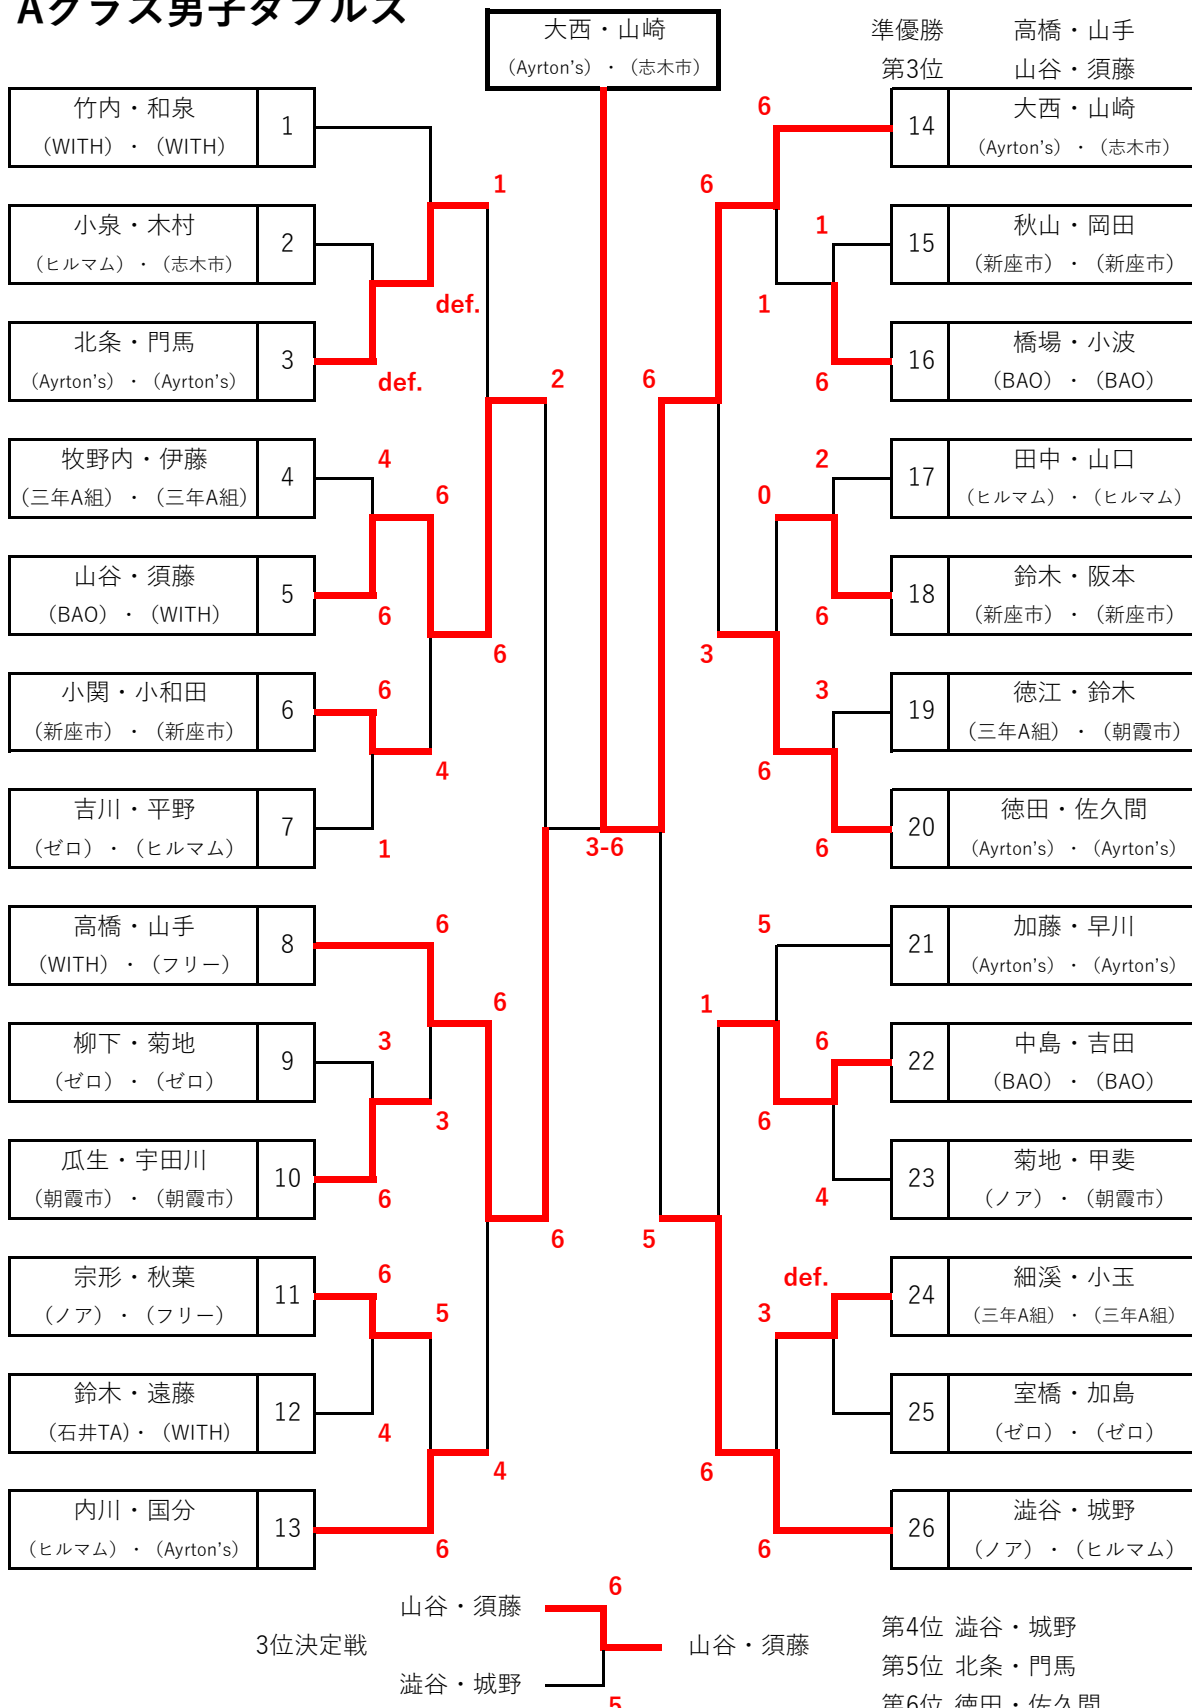 Aクラス男子ダブルス
大西・山崎
（Ayrton's）・（志木市）
準優勝 高橋・山手
第3位 山谷・須藤
竹内・和泉
（WITH）・（WITH）
1
小泉・木村
（ヒルマム）・（志木市）
2
北条・門馬
（Ayrton's）・（Ayrton's）
3
牧野内・伊藤
（三年A組）・（三年A組）
4
山谷・須藤
（BAO）・（WITH）
5
小関・小和田
（新座市）・（新座市）
6
吉川・平野
（ゼロ）・（ヒルマム）
7
高橋・山手
（WITH）・（フリー）
8
柳下・菊地
（ゼロ）・（ゼロ）
9
瓜生・宇田川
（朝霞市）・（朝霞市）
10
宗形・秋葉
（ノア）・（フリー）
11
鈴木・遠藤
（石井TA)・（WITH）
12
内川・国分
（ヒルマム）・（Ayrton's）
13
1
def.
def.
2
4
6
6
6
6
4
1
6
6
3
3
6
6
6
5
4
4
6
3-6
6
6
6
1
1
6
2
0
6
3
3
6
6
5
1
6
6
4
5
def.
3
6
6
14
大西・山崎
（Ayrton's）・（志木市）
15
秋山・岡田
（新座市）・（新座市）
16
橋場・小波
（BAO）・（BAO）
17
田中・山口
（ヒルマム）・（ヒルマム）
18
鈴木・阪本
（新座市）・（新座市）
19
徳江・鈴木
（三年A組）・（朝霞市）
20
徳田・佐久間
（Ayrton's）・（Ayrton's）
21
加藤・早川
（Ayrton's）・（Ayrton's）
22
中島・吉田
（BAO）・（BAO）
23
菊地・甲斐
（ノア）・（朝霞市）
24
細溪・小玉
（三年A組）・（三年A組）
25
室橋・加島
（ゼロ）・（ゼロ）
26
澁谷・城野
（ノア）・（ヒルマム）
6
山谷・須藤
3位決定戦
山谷・須藤
澁谷・城野
5
第4位 澁谷・城野
第5位 北条・門馬
第6位 徳田・佐久間